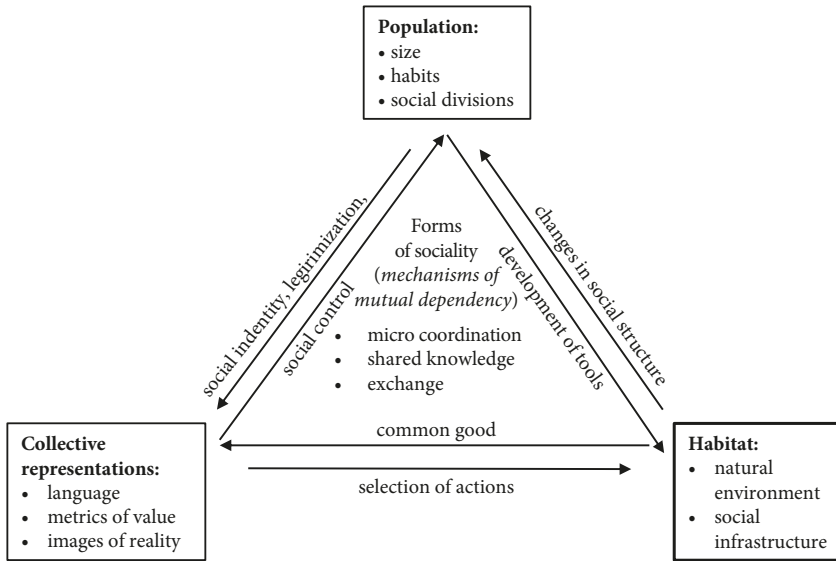 Population:
• size
• habits
• social divisions
social indentity, legirimization,
social control
Forms
of sociality
(mechanisms of
mutual dependency)
• micro coordination
• shared knowledge
• exchange
development of tools
changes in social structure
common good
selection of actions
Collective
representations:
• language
• metrics of value
• images of reality
Habitat:
• natural
environment
• social
infrastructure